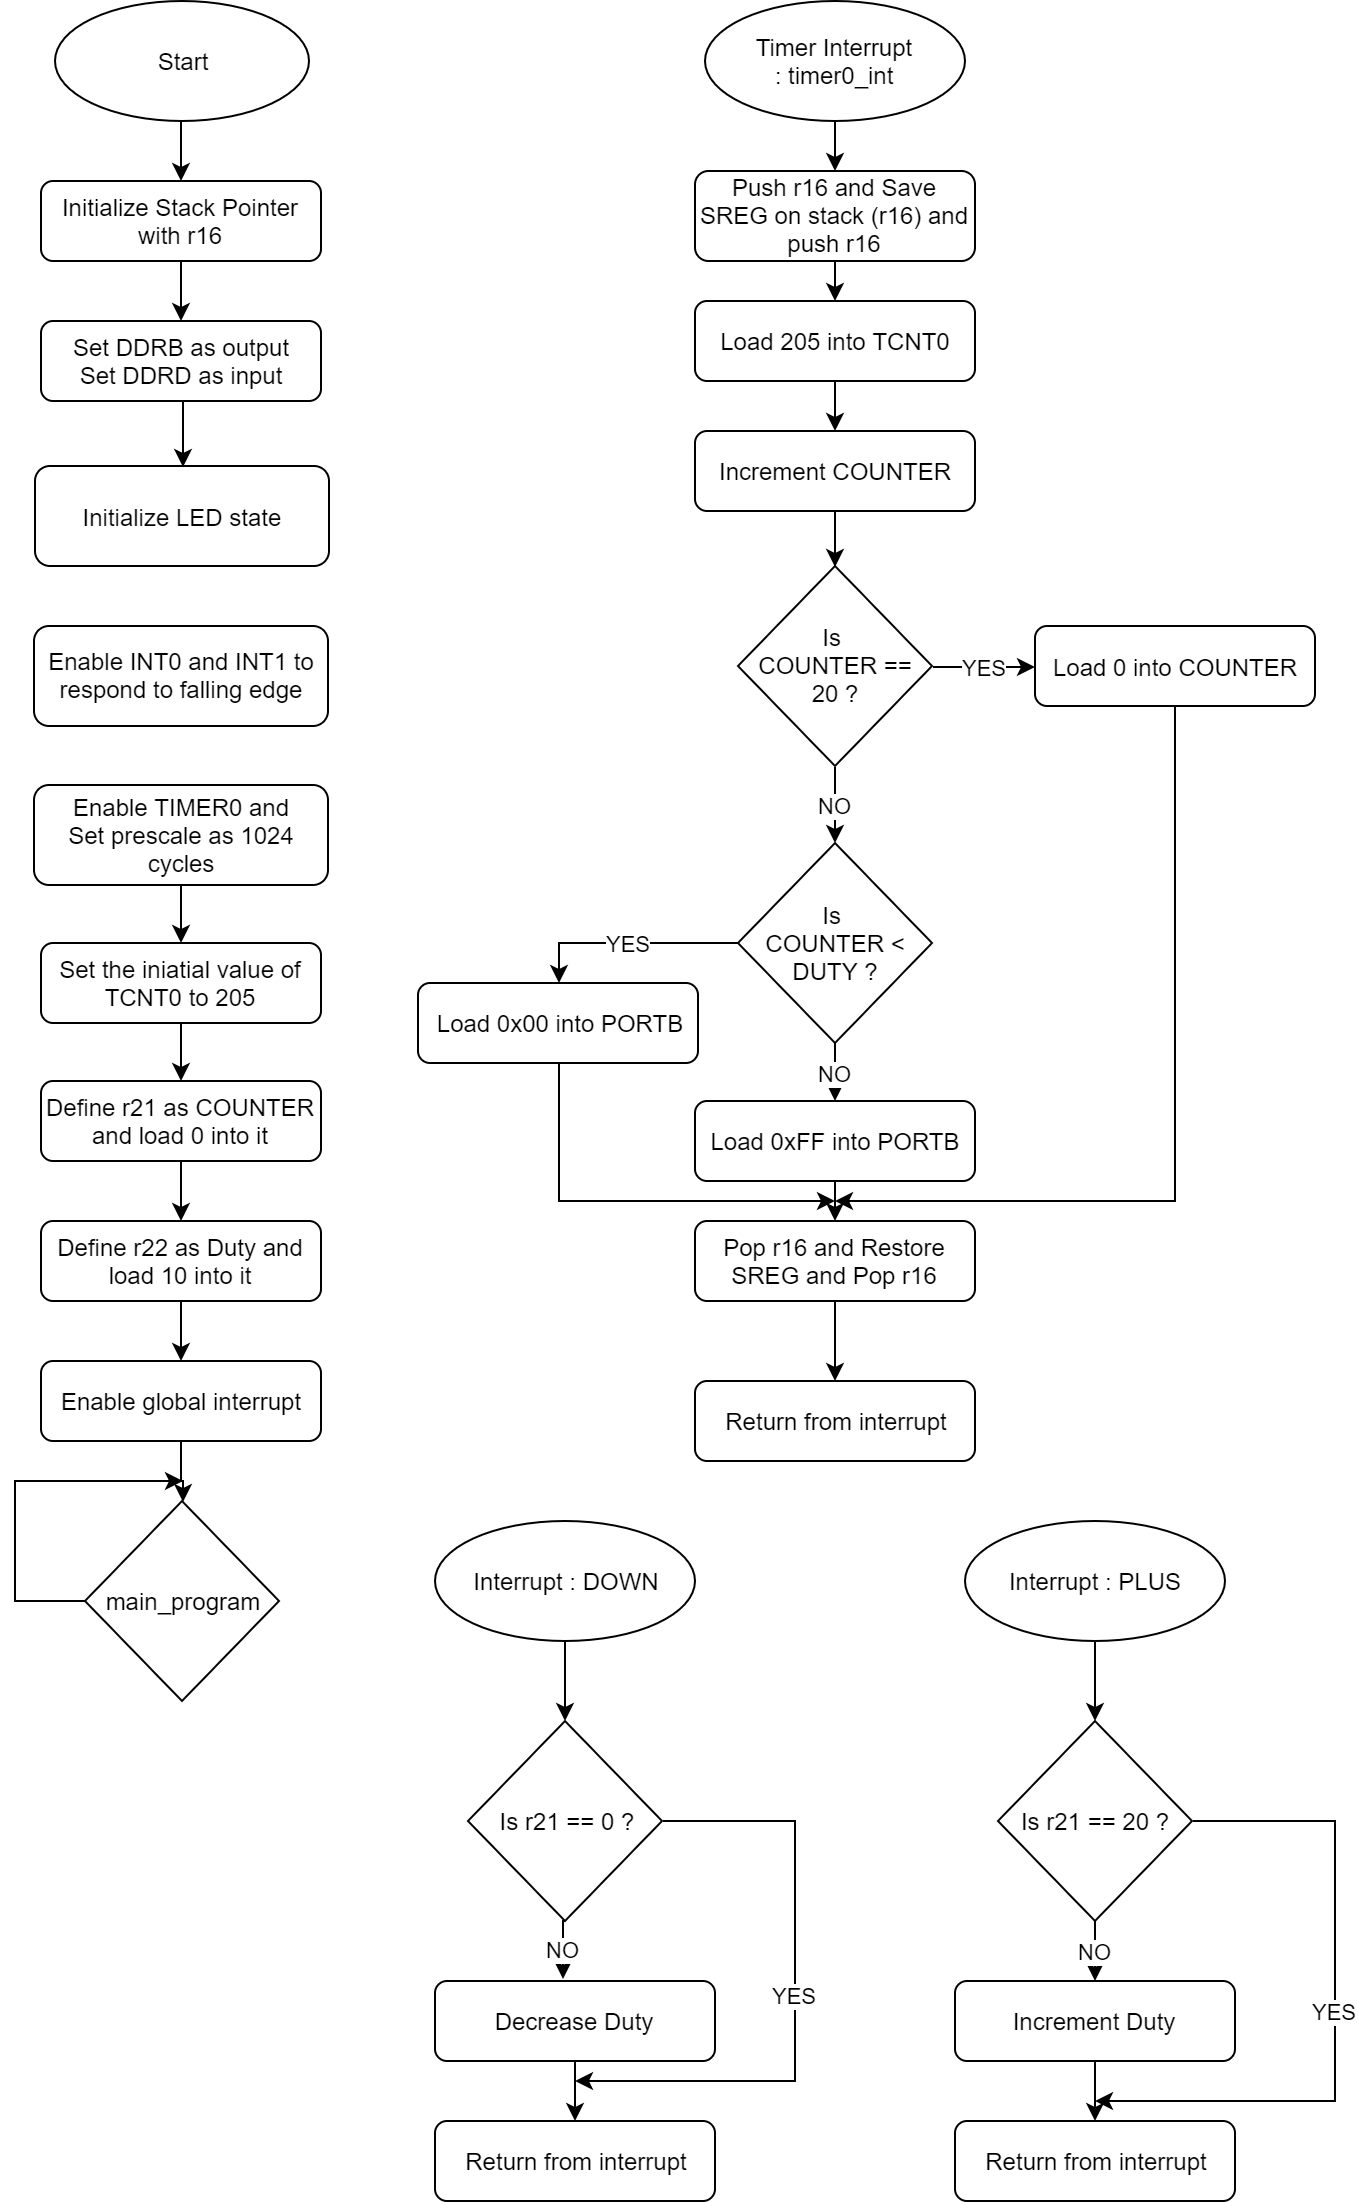 Start
Initialize Stack Pointer
with r16
Set DDRB as output
Set DDRD as input
Initialize LED state
Enable INT0 and INT1 to
respond to falling edge
Enable TIMER0 and
Set prescale as 1024
cycles
Set the iniatial value of
TCNT0 to 205
Define r21 as COUNTER
and load 0 into it
Define r22 as Duty and
load 10 into it
Enable global interrupt
main_program
Timer Interrupt
: timer0_int
Push r16 and Save
SREG on stack (r16) and
push r16
Load 205 into TCNT0
Increment COUNTER
Is
COUNTER ==
20 ?
YES
Load 0 into COUNTER
NO
Is
COUNTER <
DUTY ?
YES
Load 0x00 into PORTB
NO
Load 0xFF into PORTB
Pop r16 and Restore
SREG and Pop r16
Return from interrupt
Interrupt : DOWN
Is r21 == 0 ?
NO
YES
Decrease Duty
Return from interrupt
Interrupt : PLUS
Is r21 == 20 ?
NO
YES
Increment Duty
Return from interrupt